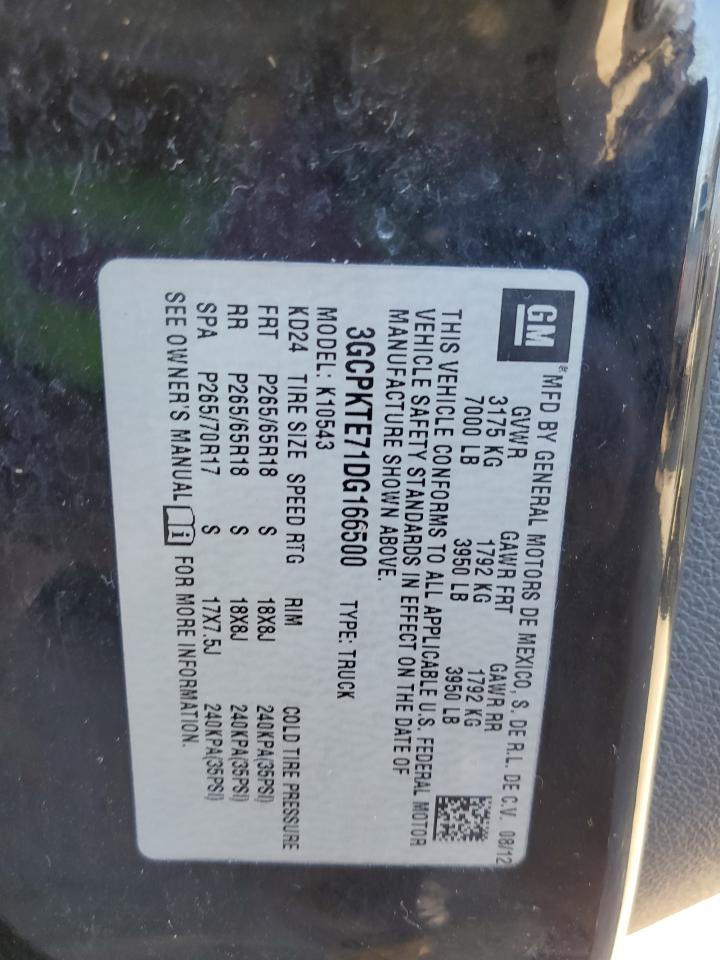 GM
® MFD BY GENERAL MOTORS DE MEXICO, S. DE R.L. DE C.V. 08/12
GVWR GAWR FRT GAWR RR
3175 KG 1792 KG 1792 KG
7000 LB 3950 LB 3950 LB
THIS VEHICLE CONFORMS TO ALL APPLICABLE U.S. FEDERAL MOTOR
VEHICLE SAFETY STANDARDS IN EFFECT ON THE DATE OF
MANUFACTURE SHOWN ABOVE.
3GCPKTE71DG166500 TYPE: TRUCK
MODEL: K10543
KD24 TIRE SIZE SPEED RTG RIM COLD TIRE PRESSURE
FRT P265/65R18 S 18X8J 240KPA(35PSI)
RR P265/65R18 S 18X8J 240KPA(35PSI)
SPA P265/70R17 S 17X7.5J 240KPA(35PSI)
SEE OWNER'S MANUAL i FOR MORE INFORMATION.